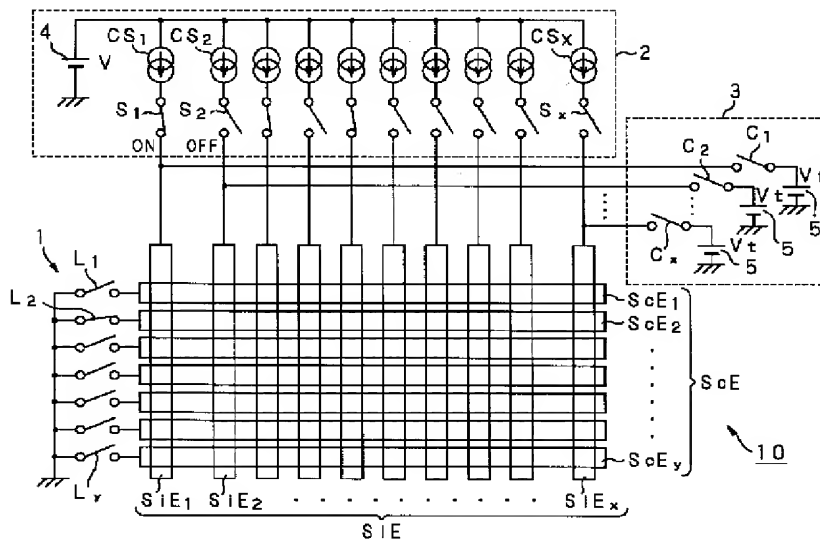 4
V
CS1
CS2
CSX
2
S1
S2
Sx
ON
OFF
3
C1
C2
Cx
Vt
Vt
Vt
5
5
5
1
L1
L2
Ly
ScE1
ScE2
ScEy
ScE
10
SiE1
SiE2
SiEx
SIE